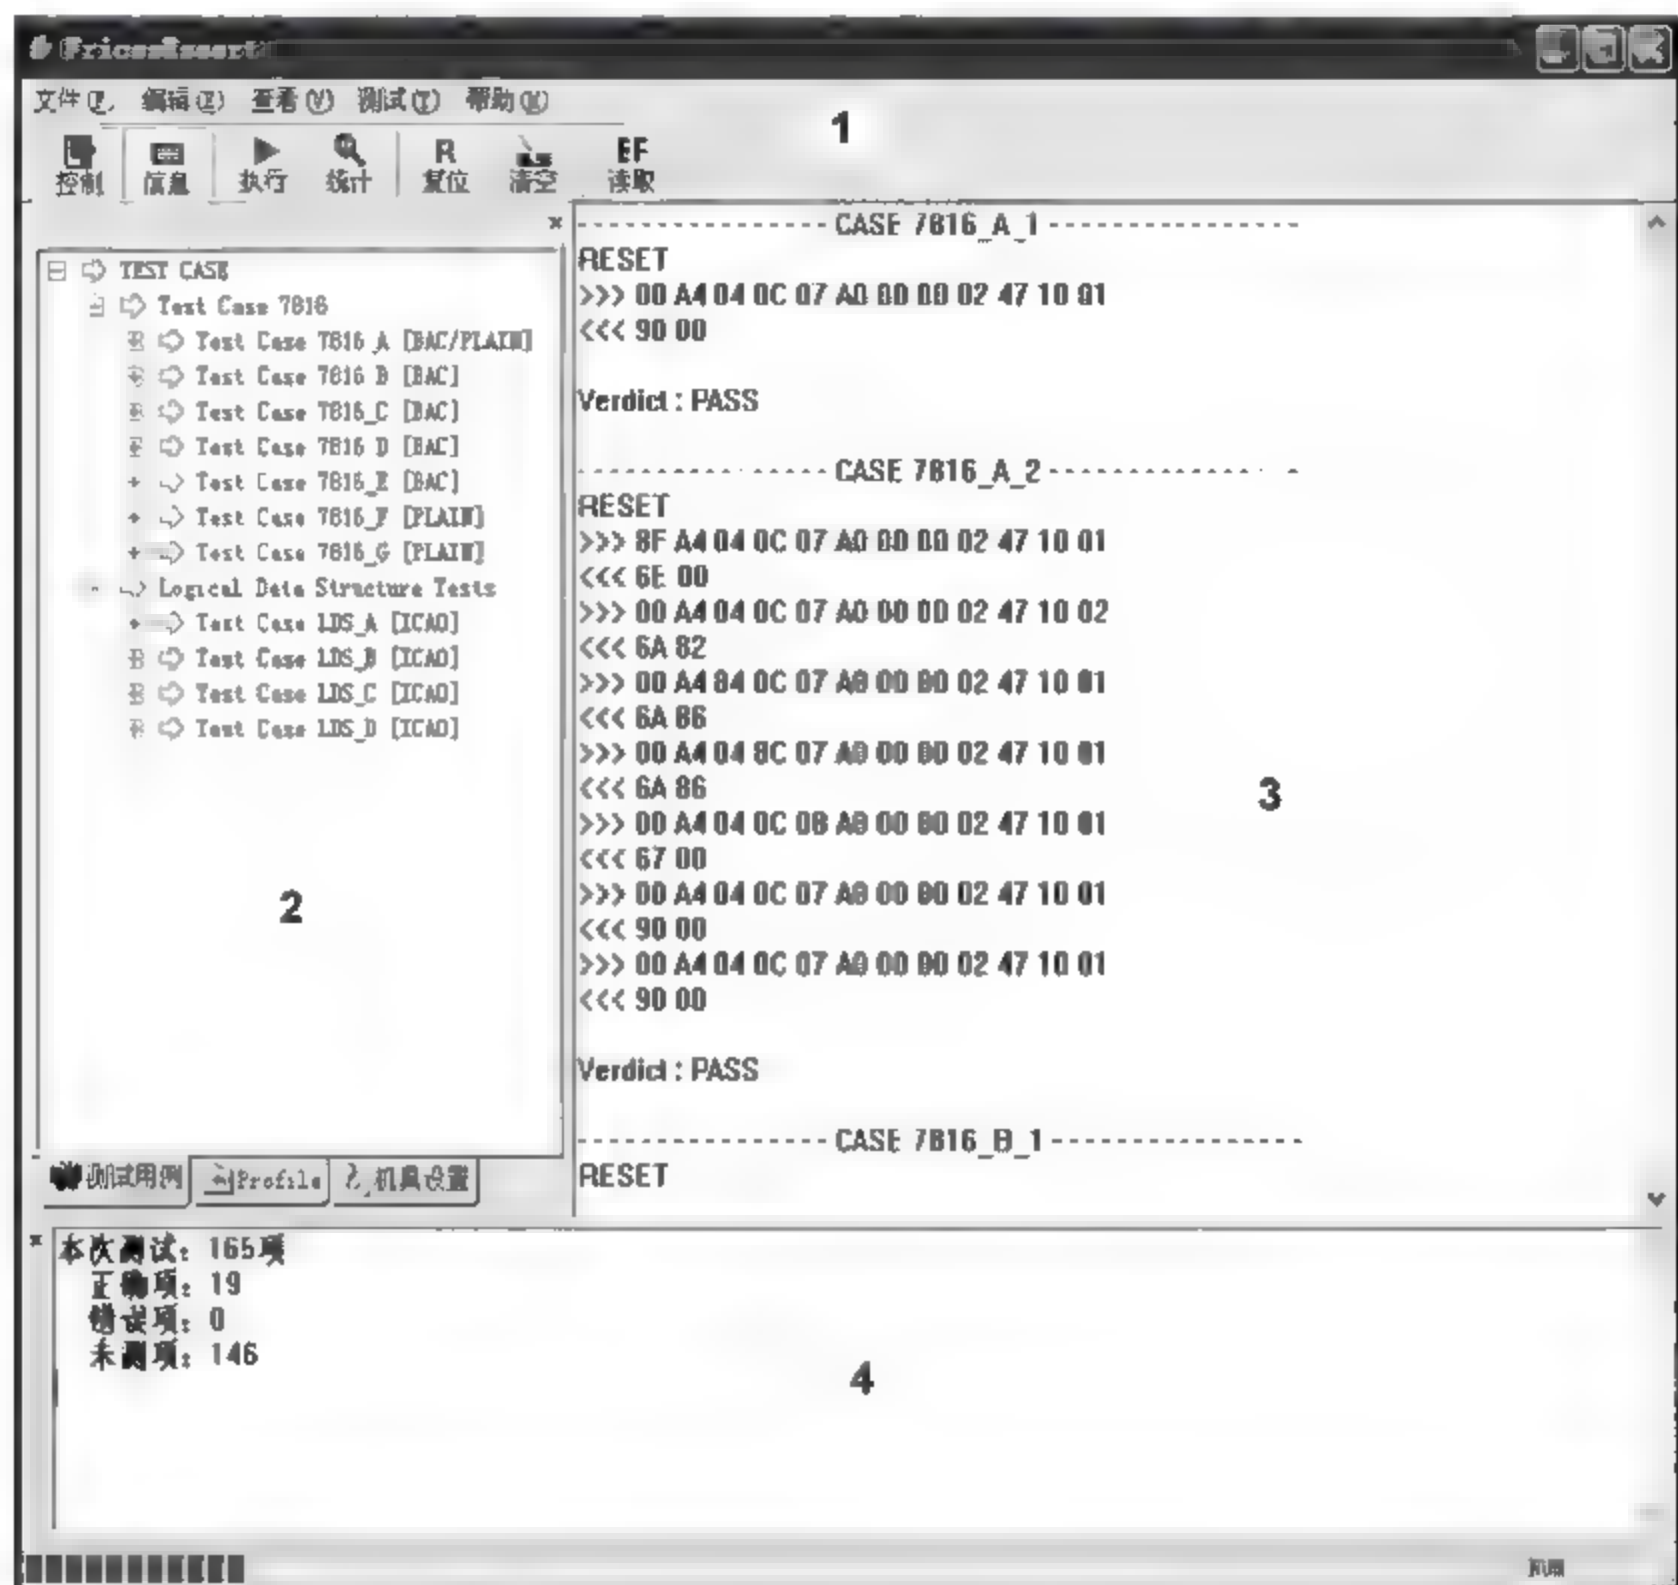 文件(F) 编辑(E) 查看(V) 测试(T) 帮助(H)
1
控制 信息 执行 统计 R 复位 清空 EF 读取
TEST CASE
Test Case 7816
Test Case 7816_A [BAC/PLAIN]
Test Case 7816_B [BAC]
Test Case 7816_C [BAC]
Test Case 7816_D [BAC]
Test Case 7816_E [BAC]
Test Case 7816_F [PLAIN]
Test Case 7816_G [PLAIN]
Logical Data Structure Tests
Test Case LDS_A [ICAO]
Test Case LDS_B [ICAO]
Test Case LDS_C [ICAO]
Test Case LDS_D [ICAO]
2
测试用例 Profile 机具设置
--------------- CASE 7816_A_1 ---------------
RESET
>>> 00 A4 04 0C 07 A0 00 00 02 47 10 01
<<< 90 00
Verdict : PASS
--------------- CASE 7816_A_2 ---------------
RESET
>>> 8F A4 04 0C 07 A0 00 00 02 47 10 01
<<< 6E 00
>>> 00 A4 04 0C 07 A0 00 00 02 47 10 02
<<< 6A 82
>>> 00 A4 84 0C 07 A0 00 00 02 47 10 01
<<< 6A 86
>>> 00 A4 04 8C 07 A0 00 00 02 47 10 01
<<< 6A 86
>>> 00 A4 04 0C 08 A0 00 00 02 47 10 01
<<< 67 00
>>> 00 A4 04 0C 07 A0 00 00 02 47 10 01
<<< 90 00
>>> 00 A4 04 0C 07 A0 00 00 02 47 10 01
<<< 90 00
Verdict : PASS
--------------- CASE 7816_B_1 ---------------
RESET
3
本次测试: 165项
正确项: 19
错误项: 0
未测项: 146
4